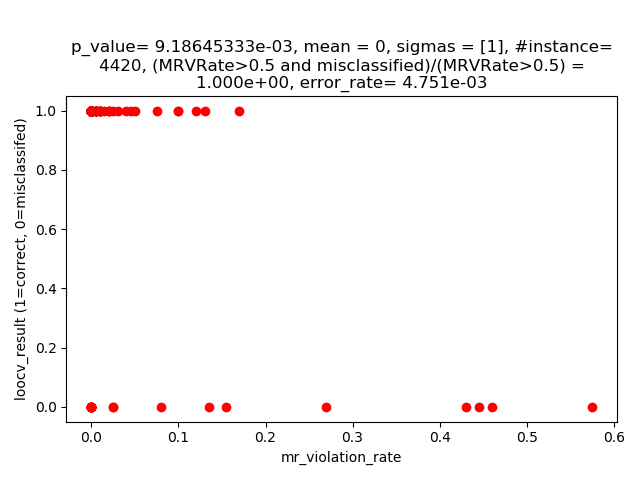 p_value= 9.18645333e-03, mean = 0, sigmas = [1], #instance=
4420, (MRVRate>0.5 and misclassified)/(MRVRate>0.5) =
1.000e+00, error_rate= 4.751e-03
loocv_result (1=correct, 0=misclassifed)
1.0
0.8
0.6
0.4
0.2
0.0
0.0 0.1 0.2 0.3 0.4 0.5 0.6
mr_violation_rate